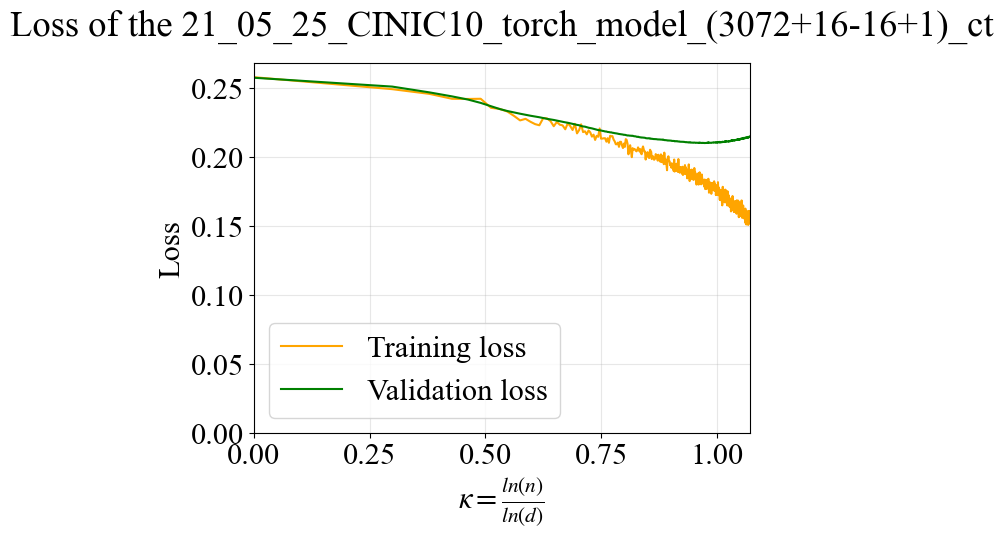 Loss of the 21_05_25_CINIC10_torch_model_(3072+16-16+1)_ct
0.25
0.20
0.15
0.10
0.05
0.00
Loss
Training loss
Validation loss
0.00 0.25 0.50 0.75 1.00
κ = ln(n)/ln(d)